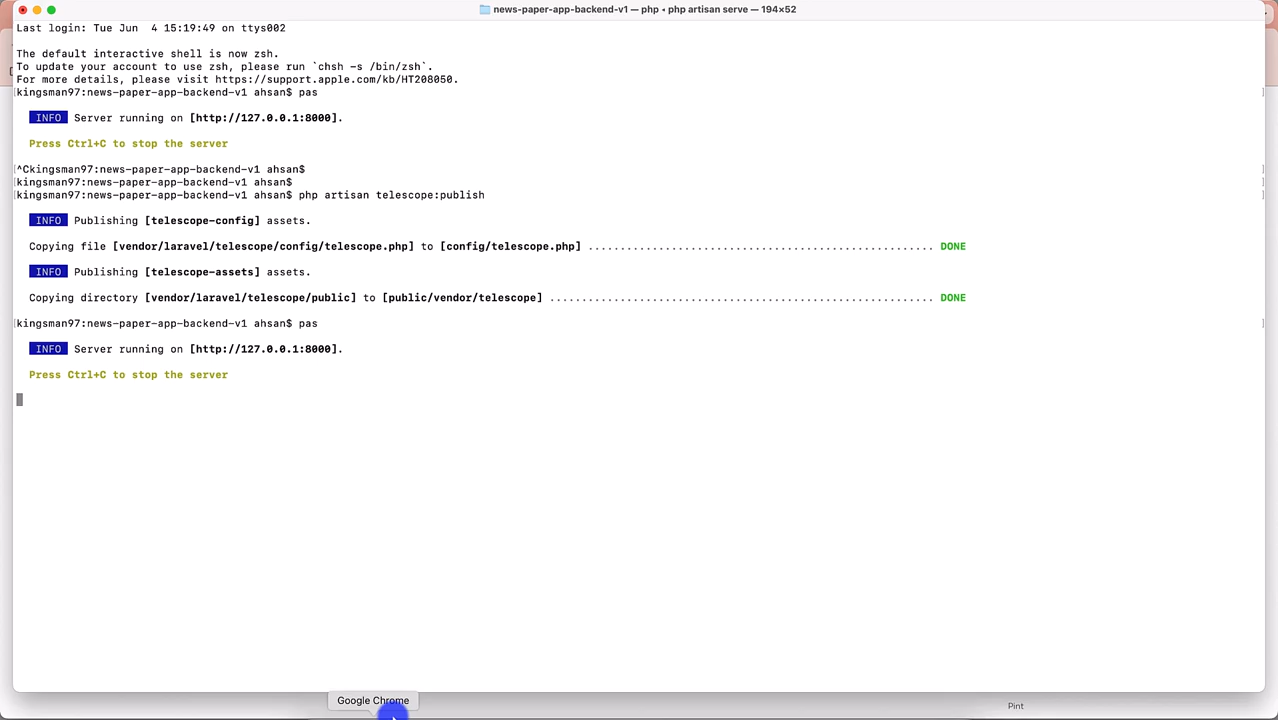 news-paper-app-backend-v1 — php ◂ php artisan serve — 194×52
Last login: Tue Jun  4 15:19:49 on ttys002
The default interactive shell is now zsh.
To update your account to use zsh, please run `chsh -s /bin/zsh`.
For more details, please visit https://support.apple.com/kb/HT208050.
[kingsman97:news-paper-app-backend-v1 ahsan$ pas ]
INFO Server running on [http://127.0.0.1:8000].
Press Ctrl+C to stop the server
[^Ckingsman97:news-paper-app-backend-v1 ahsan$ ]
[kingsman97:news-paper-app-backend-v1 ahsan$ ]
[kingsman97:news-paper-app-backend-v1 ahsan$ php artisan telescope:publish ]
INFO Publishing [telescope-config] assets.
Copying file [vendor/laravel/telescope/config/telescope.php] to [config/telescope.php] ..................................................... DONE
INFO Publishing [telescope-assets] assets.
Copying directory [vendor/laravel/telescope/public] to [public/vendor/telescope] ........................................................... DONE
[kingsman97:news-paper-app-backend-v1 ahsan$ pas ]
INFO Server running on [http://127.0.0.1:8000].
Press Ctrl+C to stop the server
Google Chrome
Pint